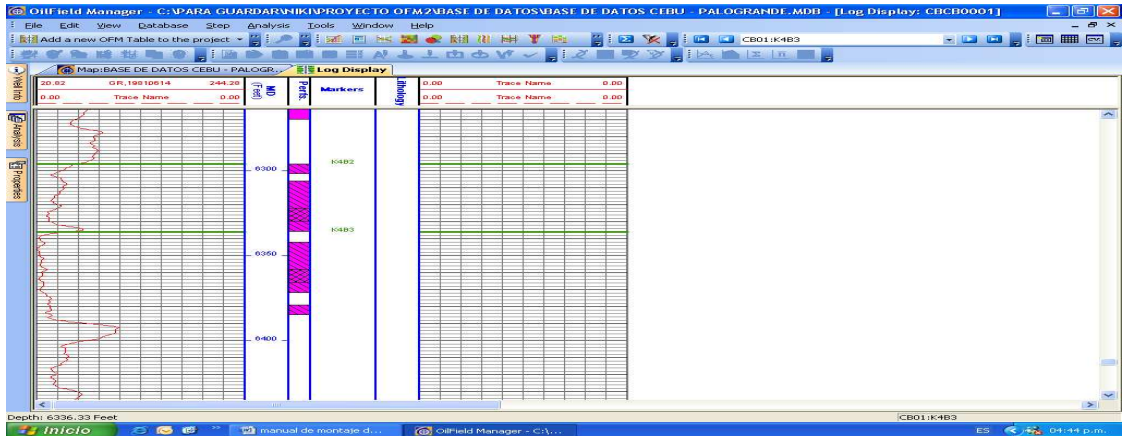 OilField Manager - C:\PARA GUARDAR\NIKI\PROYECTO OFM2\BASE DE DATOS\BASE DE DATOS CEBU - PALOGRANDE.MDB - [Log Display: CBCB0001]
File Edit View Database Step Analysis Tools Window Help
Add a new OFM Table to the project
CB01:K4B3
Map:BASE DE DATOS CEBU - PALOGR...
Log Display
Well Info
Analysis
Properties
20.82 GR,19810614 244.20
0.00 Trace Name 0.00
MD (Feet)
Perfs.
Markers
Lithology
0.00 Trace Name 0.00
0.00 Trace Name 0.00
K4B2
6300
K4B3
6350
6400
Depth: 6336.33 Feet
CB01:K4B3
Inicio
manual de montaje d...
OilField Manager - C:\...
ES
04:44 p.m.